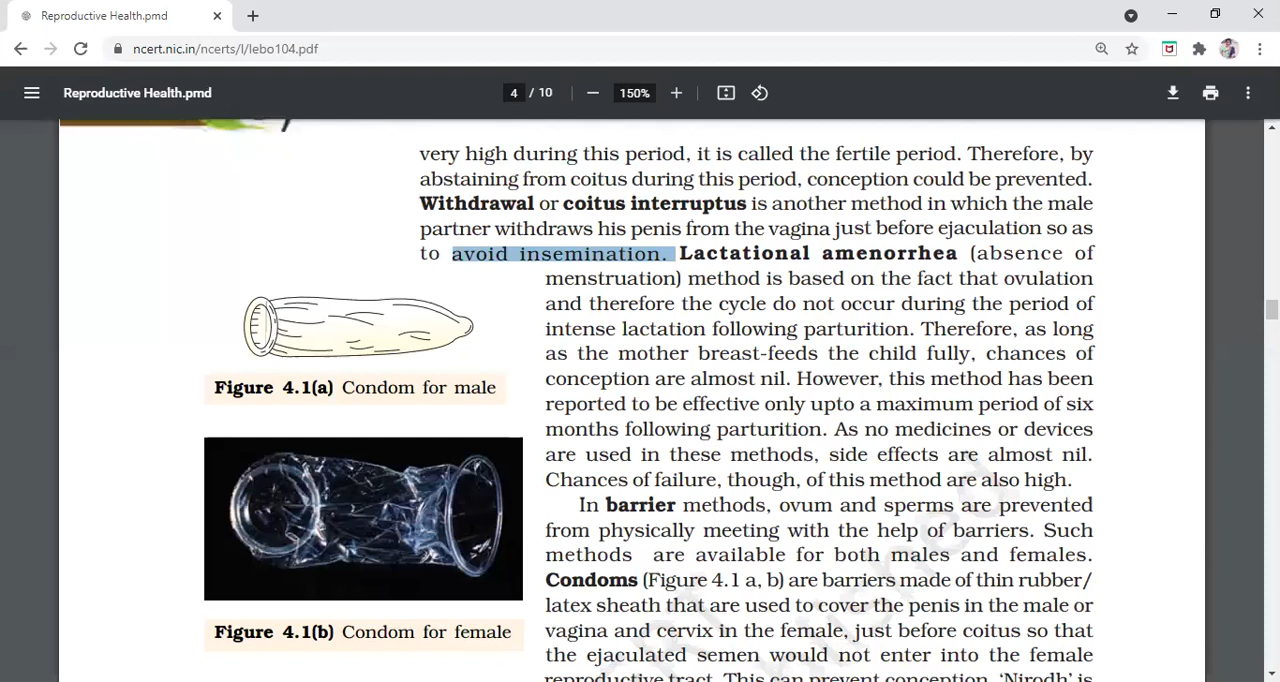 Reproductive Health.pmd
ncert.nic.in/ncerts/l/lebo104.pdf
Reproductive Health.pmd
4 / 10
150%
very high during this period, it is called the fertile period. Therefore, by
abstaining from coitus during this period, conception could be prevented.
Withdrawal or coitus interruptus is another method in which the male
partner withdraws his penis from the vagina just before ejaculation so as
to avoid insemination. Lactational amenorrhea (absence of
menstruation) method is based on the fact that ovulation
and therefore the cycle do not occur during the period of
intense lactation following parturition. Therefore, as long
as the mother breast-feeds the child fully, chances of
conception are almost nil. However, this method has been
reported to be effective only upto a maximum period of six
months following parturition. As no medicines or devices
are used in these methods, side effects are almost nil.
Chances of failure, though, of this method are also high.
In barrier methods, ovum and sperms are prevented
from physically meeting with the help of barriers. Such
methods are available for both males and females.
Condoms (Figure 4.1 a, b) are barriers made of thin rubber/
latex sheath that are used to cover the penis in the male or
vagina and cervix in the female, just before coitus so that
the ejaculated semen would not enter into the female
reproductive tract. This can prevent conception. ‘Nirodh’ is
Figure 4.1(a) Condom for male
Figure 4.1(b) Condom for female